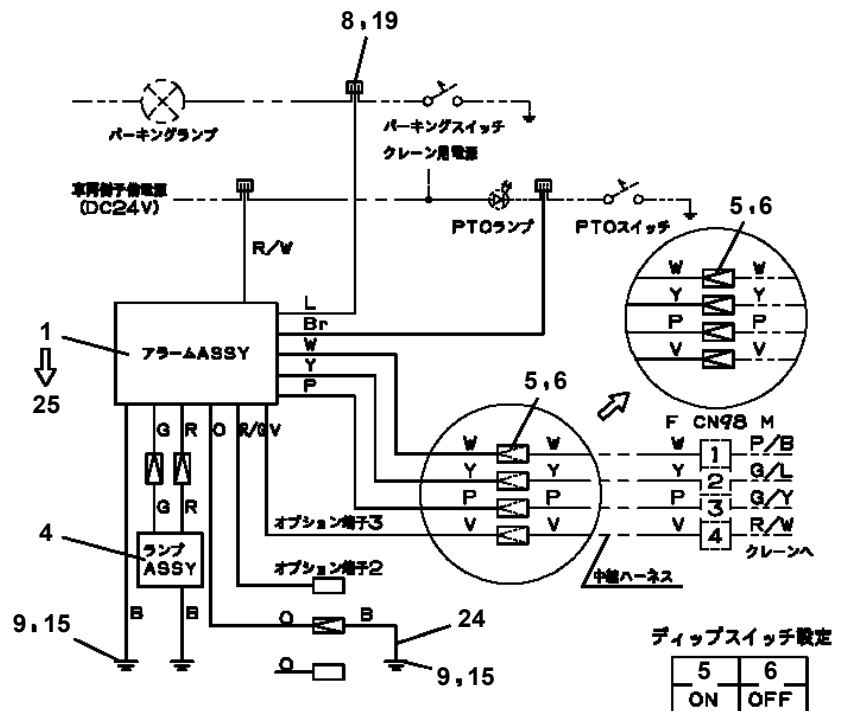 8,19
パーキングランプ
パーキングスイッチ
クレーン用電源
車両側予備電源
(DC24V)
PTOランプ
PTOスイッチ
5,6
W W
Y Y
P P
V V
R/W
L
Br
W
Y
P
1
アラームASSY
25
5,6
F CN98 M
G R O R/G V
W W W 1 P/B
Y Y Y 2 G/L
P P P 3 G/Y
V V V 4 R/W
クレーンへ
G R
オプション端子3
4
ランプ
ASSY
オプション端子2
中継ハーネス
B B
O B
24
9,15
9,15
O
ディップスイッチ設定
5 6
ON OFF